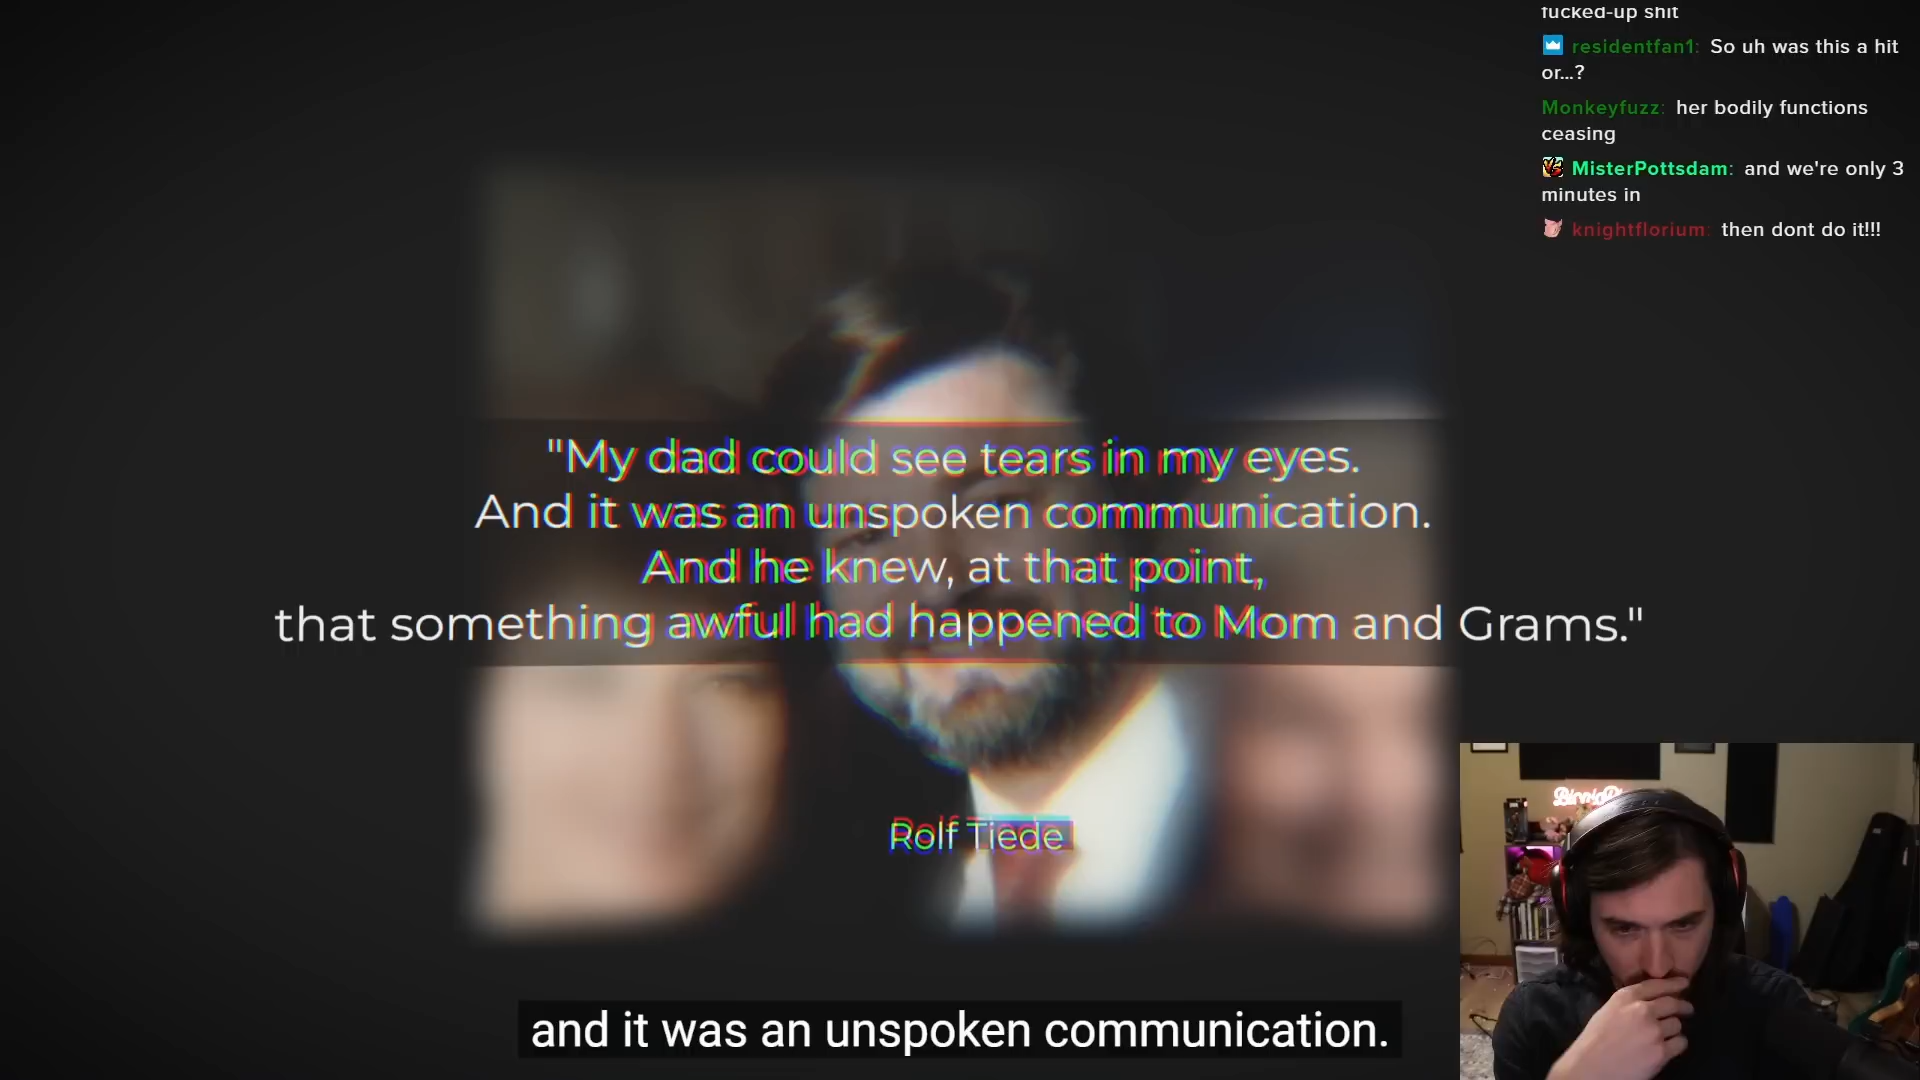 fucked-up shit
residentfan1: So uh was this a hit
or...?
Monkeyfuzz: her bodily functions
ceasing
MisterPottsdam: and we're only 3
minutes in
knightflorium: then dont do it!!!
"My dad could see tears in my eyes.
And it was an unspoken communication.
And he knew, at that point,
that something awful had happened to Mom and Grams."
Rolf Tiede
and it was an unspoken communication.